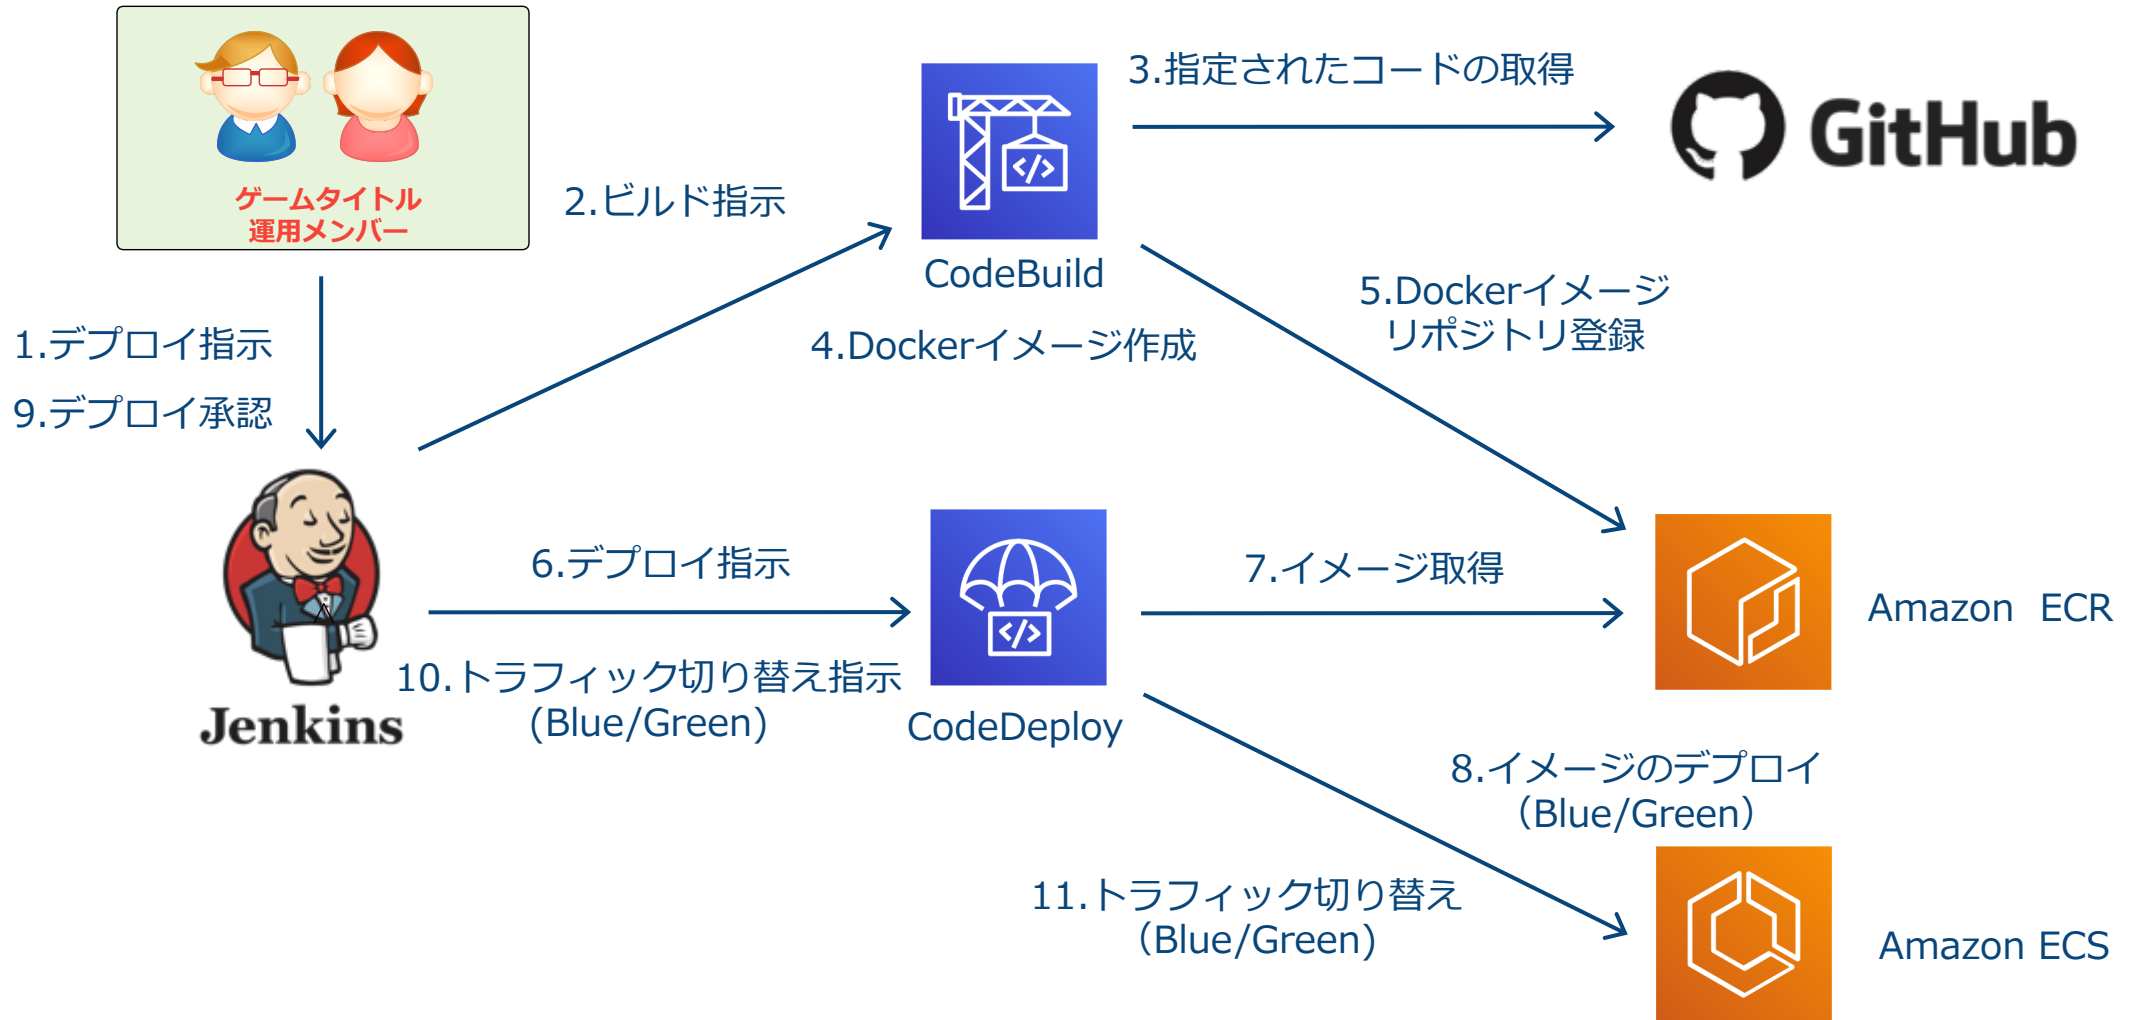 ゲームタイトル
運用メンバー
1.デプロイ指示
9.デプロイ承認
Jenkins
2.ビルド指示
CodeBuild
4.Dockerイメージ作成
3.指定されたコードの取得
GitHub
5.Dockerイメージ
リポジトリ登録
6.デプロイ指示
10.トラフィック切り替え指示
(Blue/Green)
CodeDeploy
7.イメージ取得
Amazon ECR
8.イメージのデプロイ
（Blue/Green）
11.トラフィック切り替え
（Blue/Green)
Amazon ECS